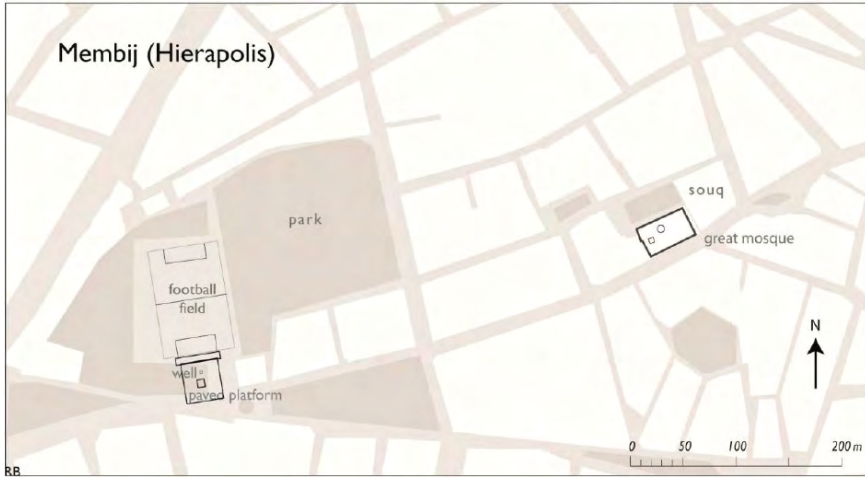 Membij (Hierapolis)
souq
park
great mosque
football
field
N
well
paved platform
0 50 100 200 m
RB